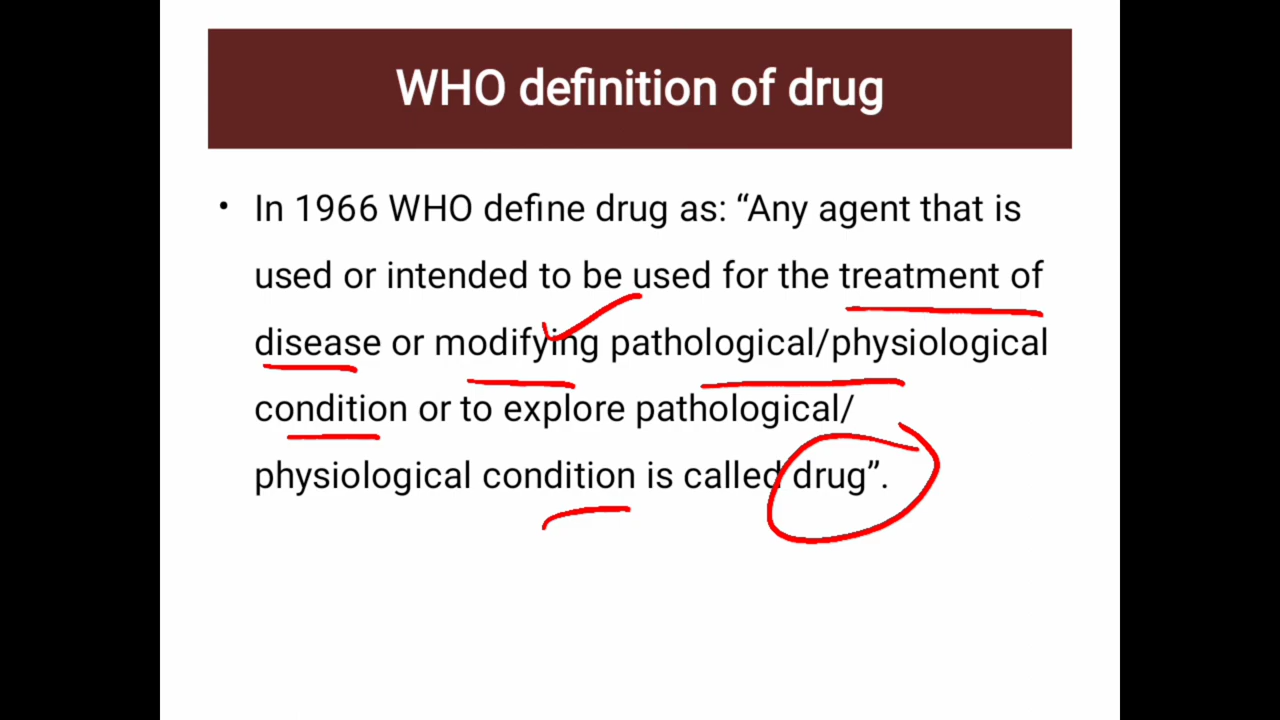 WHO definition of drug
• In 1966 WHO define drug as: “Any agent that is
used or intended to be used for the treatment of
disease or modifying pathological/physiological
condition or to explore pathological/
physiological condition is called drug”.